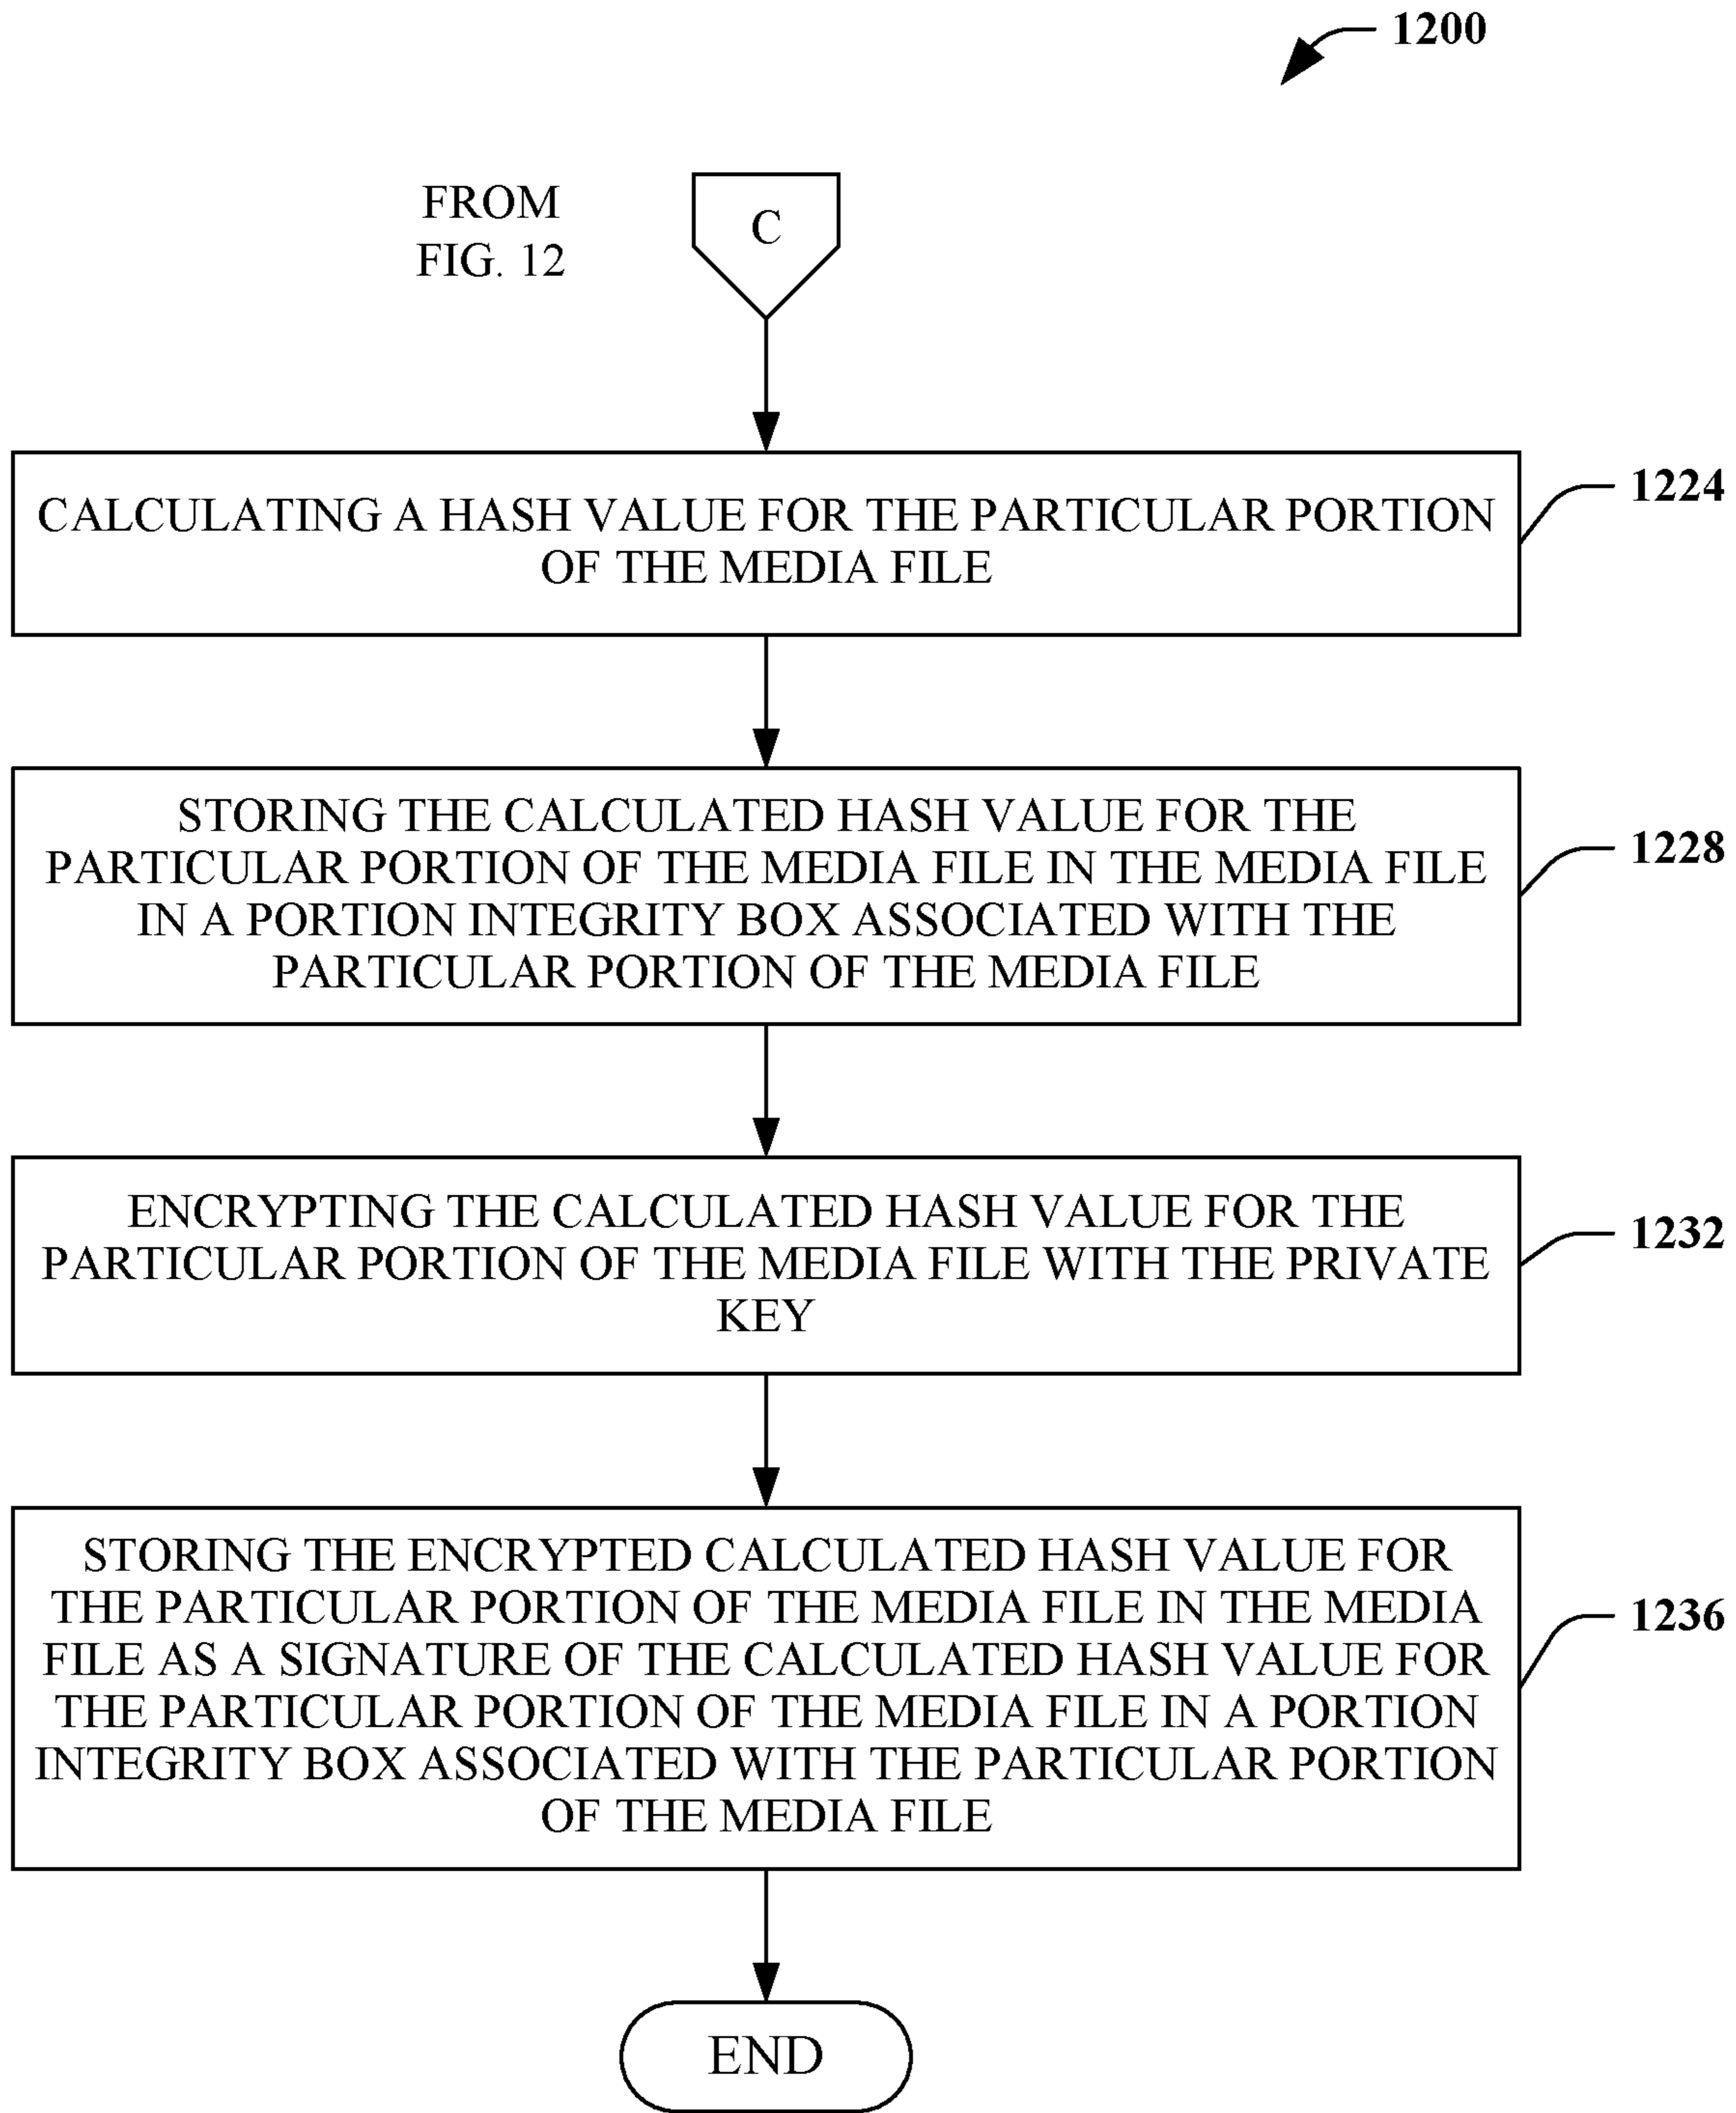 1200
FROM
FIG. 12
C
CALCULATING A HASH VALUE FOR THE PARTICULAR PORTION
OF THE MEDIA FILE
1224
STORING THE CALCULATED HASH VALUE FOR THE
PARTICULAR PORTION OF THE MEDIA FILE IN THE MEDIA FILE
IN A PORTION INTEGRITY BOX ASSOCIATED WITH THE
PARTICULAR PORTION OF THE MEDIA FILE
1228
ENCRYPTING THE CALCULATED HASH VALUE FOR THE
PARTICULAR PORTION OF THE MEDIA FILE WITH THE PRIVATE
KEY
1232
STORING THE ENCRYPTED CALCULATED HASH VALUE FOR
THE PARTICULAR PORTION OF THE MEDIA FILE IN THE MEDIA
FILE AS A SIGNATURE OF THE CALCULATED HASH VALUE FOR
THE PARTICULAR PORTION OF THE MEDIA FILE IN A PORTION
INTEGRITY BOX ASSOCIATED WITH THE PARTICULAR PORTION
OF THE MEDIA FILE
1236
END